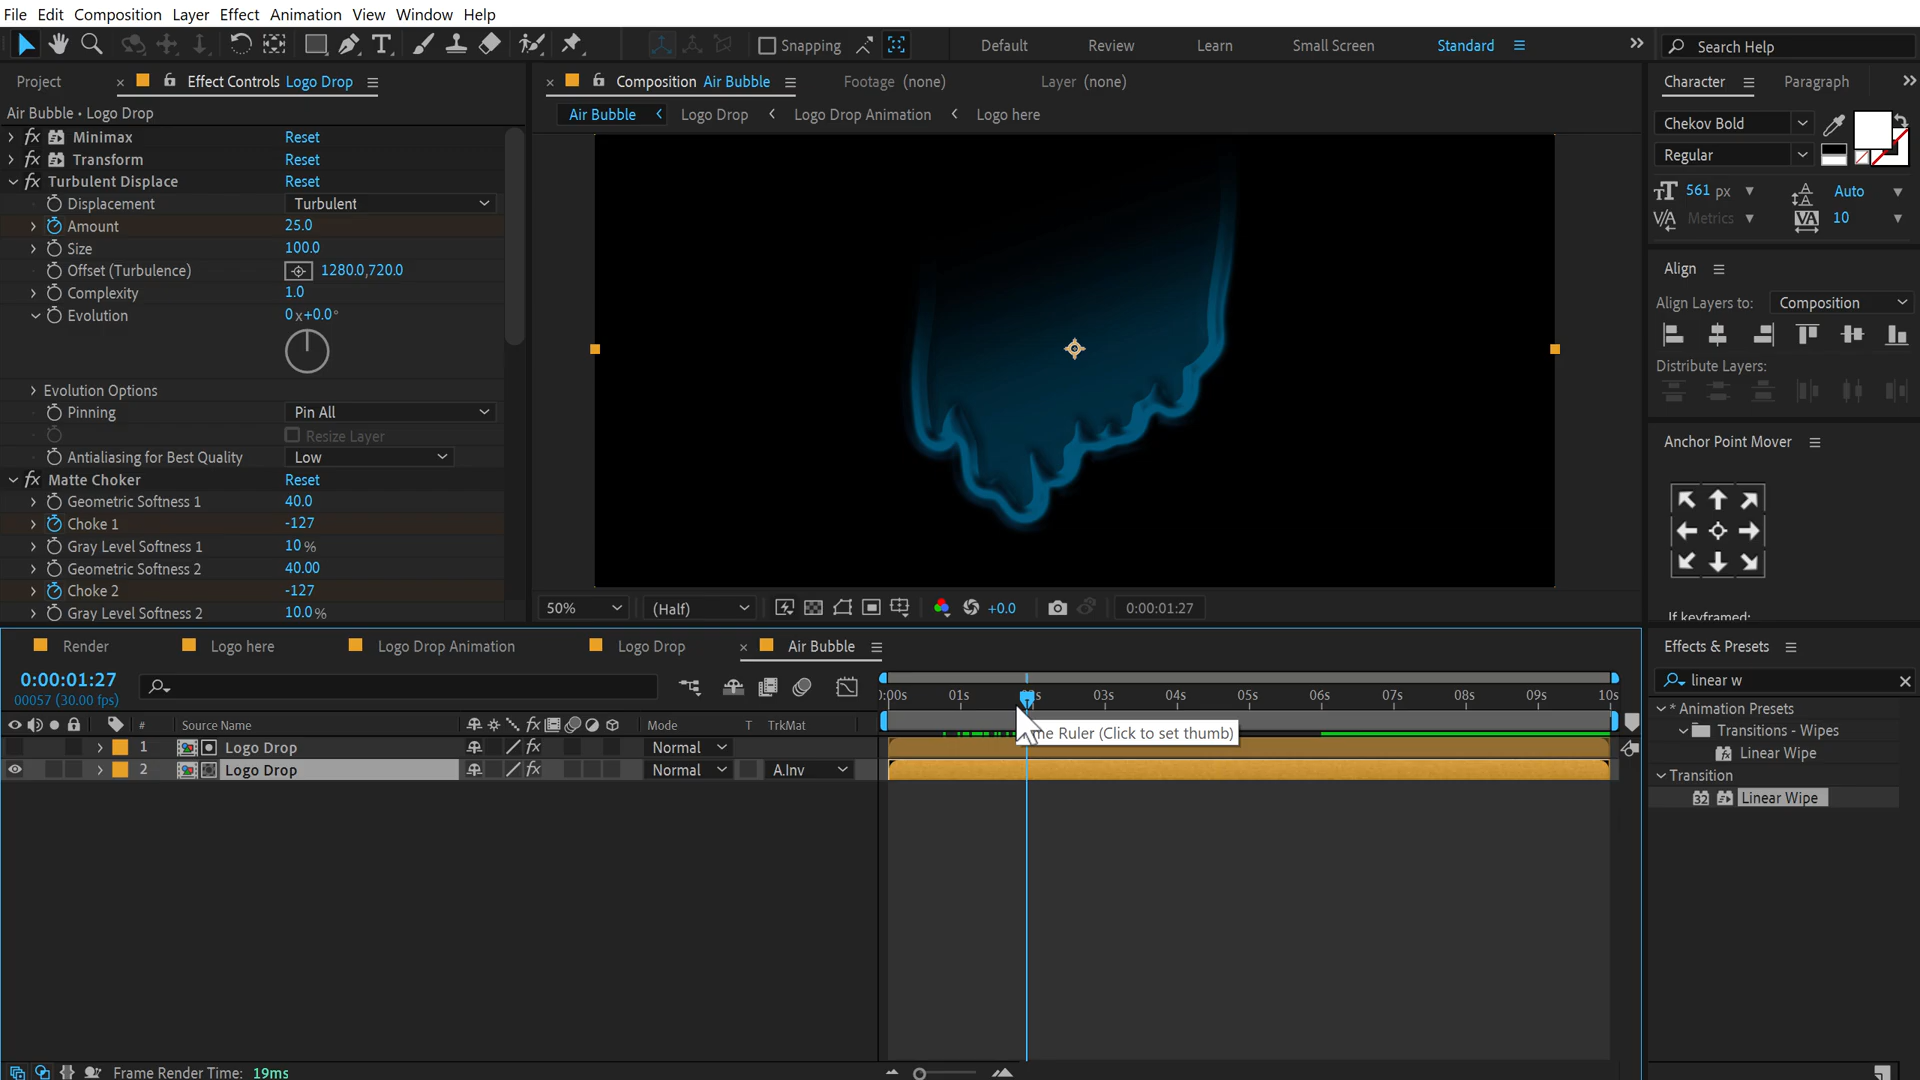 File Edit Composition Layer Effect Animation View Window Help
Snapping Default Review Learn Small Screen Standard Search Help
Project Effect Controls Logo Drop
Air Bubble • Logo Drop
fx Minimax Reset
fx Transform Reset
fx Turbulent Displace Reset
Displacement Turbulent
Amount 25.0
Size 100.0
Offset (Turbulence) 1280.0,720.0
Complexity 1.0
Evolution 0x+0.0°
Evolution Options
Pinning Pin All
Resize Layer
Antialiasing for Best Quality Low
fx Matte Choker Reset
Geometric Softness 1 40.0
Choke 1 -127
Gray Level Softness 1 10%
Geometric Softness 2 40.00
Choke 2 -127
Gray Level Softness 2 10.0%
Composition Air Bubble Footage (none) Layer (none)
Air Bubble Logo Drop Logo Drop Animation Logo here
50% (Half) +0.0 0:00:01:27
Character Paragraph
Chekov Bold
Regular
561 px Auto
Metrics 10
Align
Align Layers to: Composition
Distribute Layers:
Anchor Point Mover
If keyframed:
Render Logo here Logo Drop Animation Logo Drop Air Bubble
0:00:01:27
00057 (30.00 fps)
# Source Name fx Mode T TrkMat
1 Logo Drop fx Normal
2 Logo Drop fx Normal A.Inv
:00s 01s 03s 04s 05s 06s 07s 08s 09s 10s
me Ruler (Click to set thumb)
Frame Render Time: 19ms
Effects & Presets
linear w
* Animation Presets
Transitions - Wipes
Linear Wipe
Transition
32 Linear Wipe